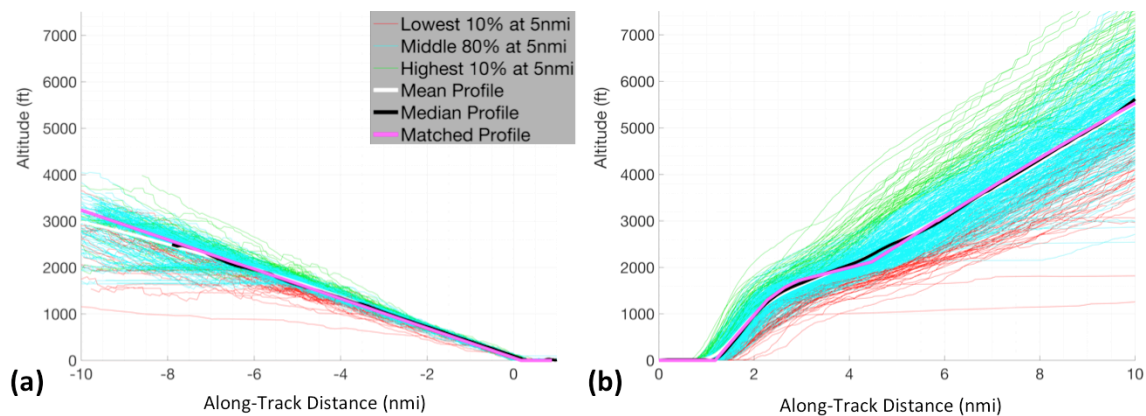 7000
6000
5000
4000
3000
2000
1000
0
Altitude (ft)
-10
-8
-6
-4
-2
0
Along-Track Distance (nmi)
(a)
Lowest 10% at 5nmi
Middle 80% at 5nmi
Highest 10% at 5nmi
Mean Profile
Median Profile
Matched Profile
7000
6000
5000
4000
3000
2000
1000
0
Altitude (ft)
0
2
4
6
8
10
Along-Track Distance (nmi)
(b)